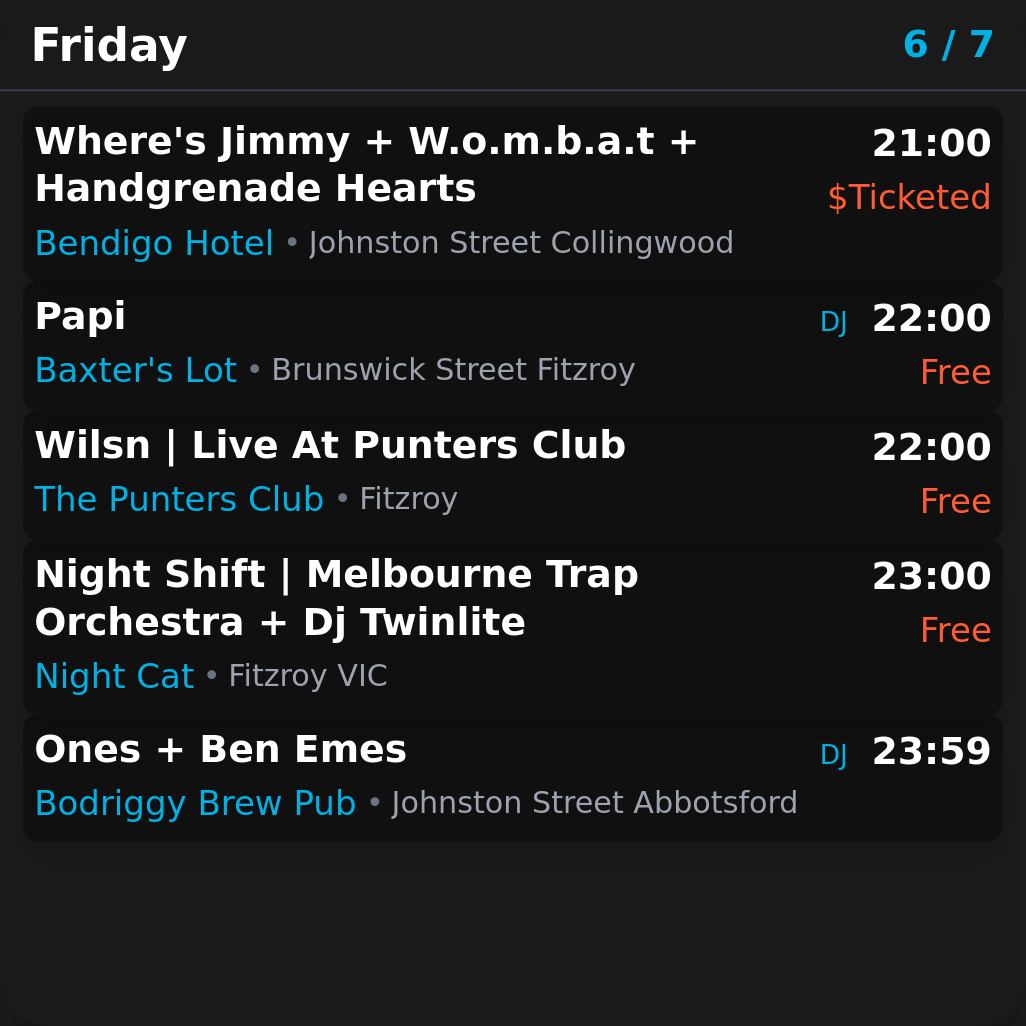 Friday
6 / 7
Where's Jimmy + W.o.m.b.a.t +
Handgrenade Hearts
21:00
$Ticketed
Bendigo Hotel • Johnston Street Collingwood
Papi
DJ 22:00
Baxter's Lot • Brunswick Street Fitzroy
Free
Wilsn | Live At Punters Club
22:00
The Punters Club • Fitzroy
Free
Night Shift | Melbourne Trap
Orchestra + Dj Twinlite
23:00
Free
Night Cat • Fitzroy VIC
Ones + Ben Emes
DJ 23:59
Bodriggy Brew Pub • Johnston Street Abbotsford